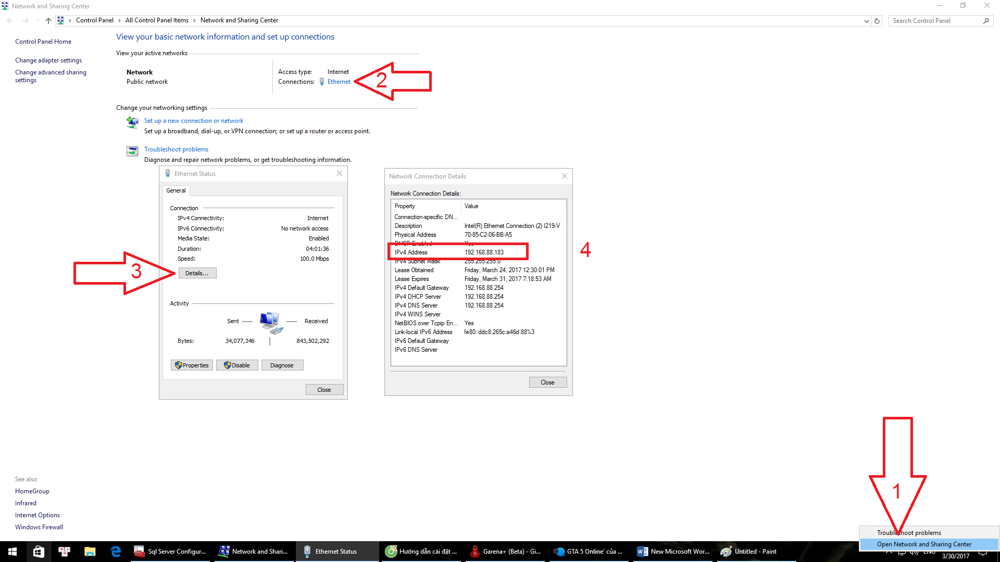 Network and Sharing Center
Control Panel > All Control Panel Items > Network and Sharing Center
Search Control Panel
Control Panel Home
Change adapter settings
Change advanced sharing
settings
View your basic network information and set up connections
View your active networks
Network
Public network
Access type: Internet
Connections: Ethernet
2
Change your networking settings
Set up a new connection or network
Set up a broadband, dial-up, or VPN connection; or set up a router or access point.
Troubleshoot problems
Diagnose and repair network problems, or get troubleshooting information.
Ethernet Status
General
Connection
IPv4 Connectivity: Internet
IPv6 Connectivity: No network access
Media State: Enabled
Duration: 04:01:36
Speed: 100.0 Mbps
3
Details...
Activity
Sent
Received
Bytes: 34,077,346 843,502,292
Properties
Disable
Diagnose
Close
Network Connection Details
Network Connection Details:
Property Value
Connection-specific DN...
Description Intel(R) Ethernet Connection (2) I219-V
Physical Address 70-85-C2-06-BB-A5
DHCP Enabled Yes
IPv4 Address 192.168.88.183
IPv4 Subnet Mask 255.255.255.0
Lease Obtained Friday, March 24, 2017 12:30:01 PM
Lease Expires Friday, March 31, 2017 7:18:53 AM
IPv4 Default Gateway 192.168.88.254
IPv4 DHCP Server 192.168.88.254
IPv4 DNS Server 192.168.88.254
IPv4 WINS Server
NetBIOS over Tcpip En... Yes
Link-local IPv6 Address fe80::ddc8:265c:a46d:88%3
IPv6 Default Gateway
IPv6 DNS Server
Close
4
See also
HomeGroup
Infrared
Internet Options
Windows Firewall
1
Troubleshoot problems
Open Network and Sharing Center
Sql Server Configur...
Network and Shari...
Ethernet Status
Hướng dẫn cài đặt ...
Garena+ (Beta) - Gi...
GTA 5 Online' của ...
New Microsoft Wor...
Untitled - Paint
ENG
3/30/2017